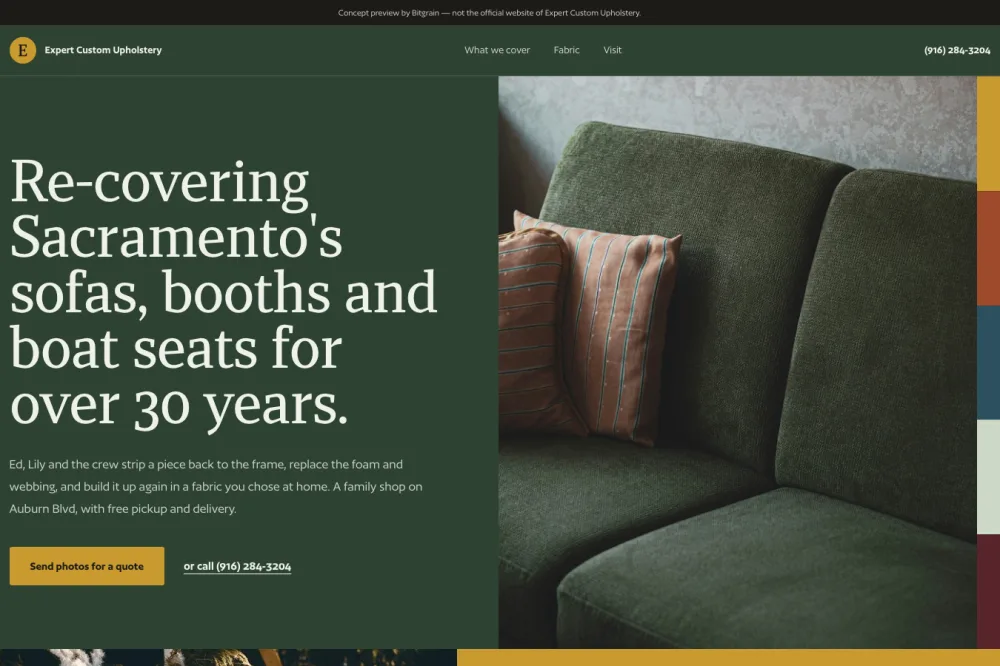 Concept preview by Bitgrain — not the official website of Expert Custom Upholstery.
E Expert Custom Upholstery
What we cover Fabric Visit
(916) 284-3204
Re-covering
Sacramento's
sofas, booths and
boat seats for
over 30 years.
Ed, Lily and the crew strip a piece back to the frame, replace the foam and
webbing, and build it up again in a fabric you chose at home. A family shop on
Auburn Blvd, with free pickup and delivery.
Send photos for a quote
or call (916) 284-3204